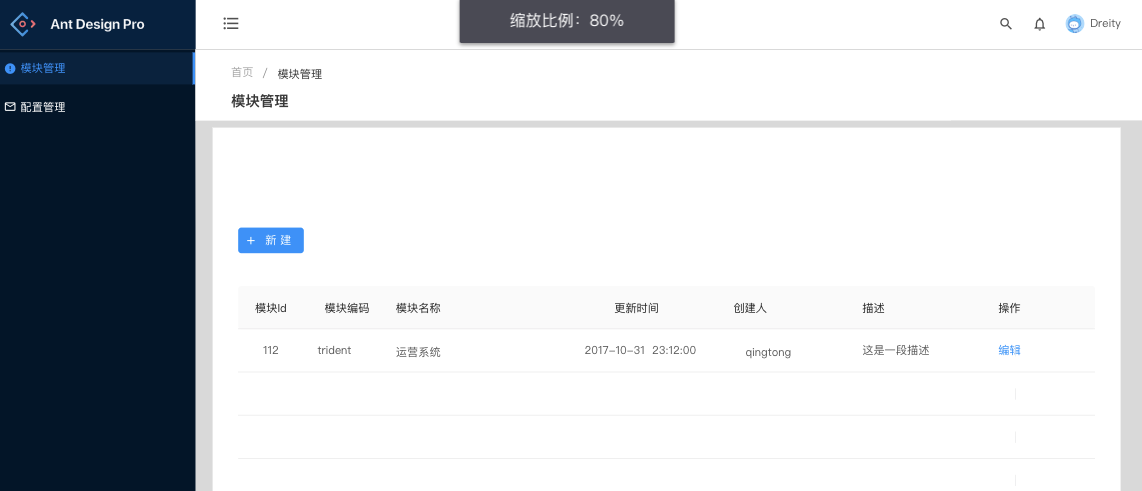 Ant Design Pro
缩放比例：80%
Dreity
模块管理
配置管理
首页 / 模块管理
模块管理
+ 新 建
模块Id 模块编码 模块名称 更新时间 创建人 描述 操作
112 trident 运营系统 2017-10-31 23:12:00 qingtong 这是一段描述 编辑